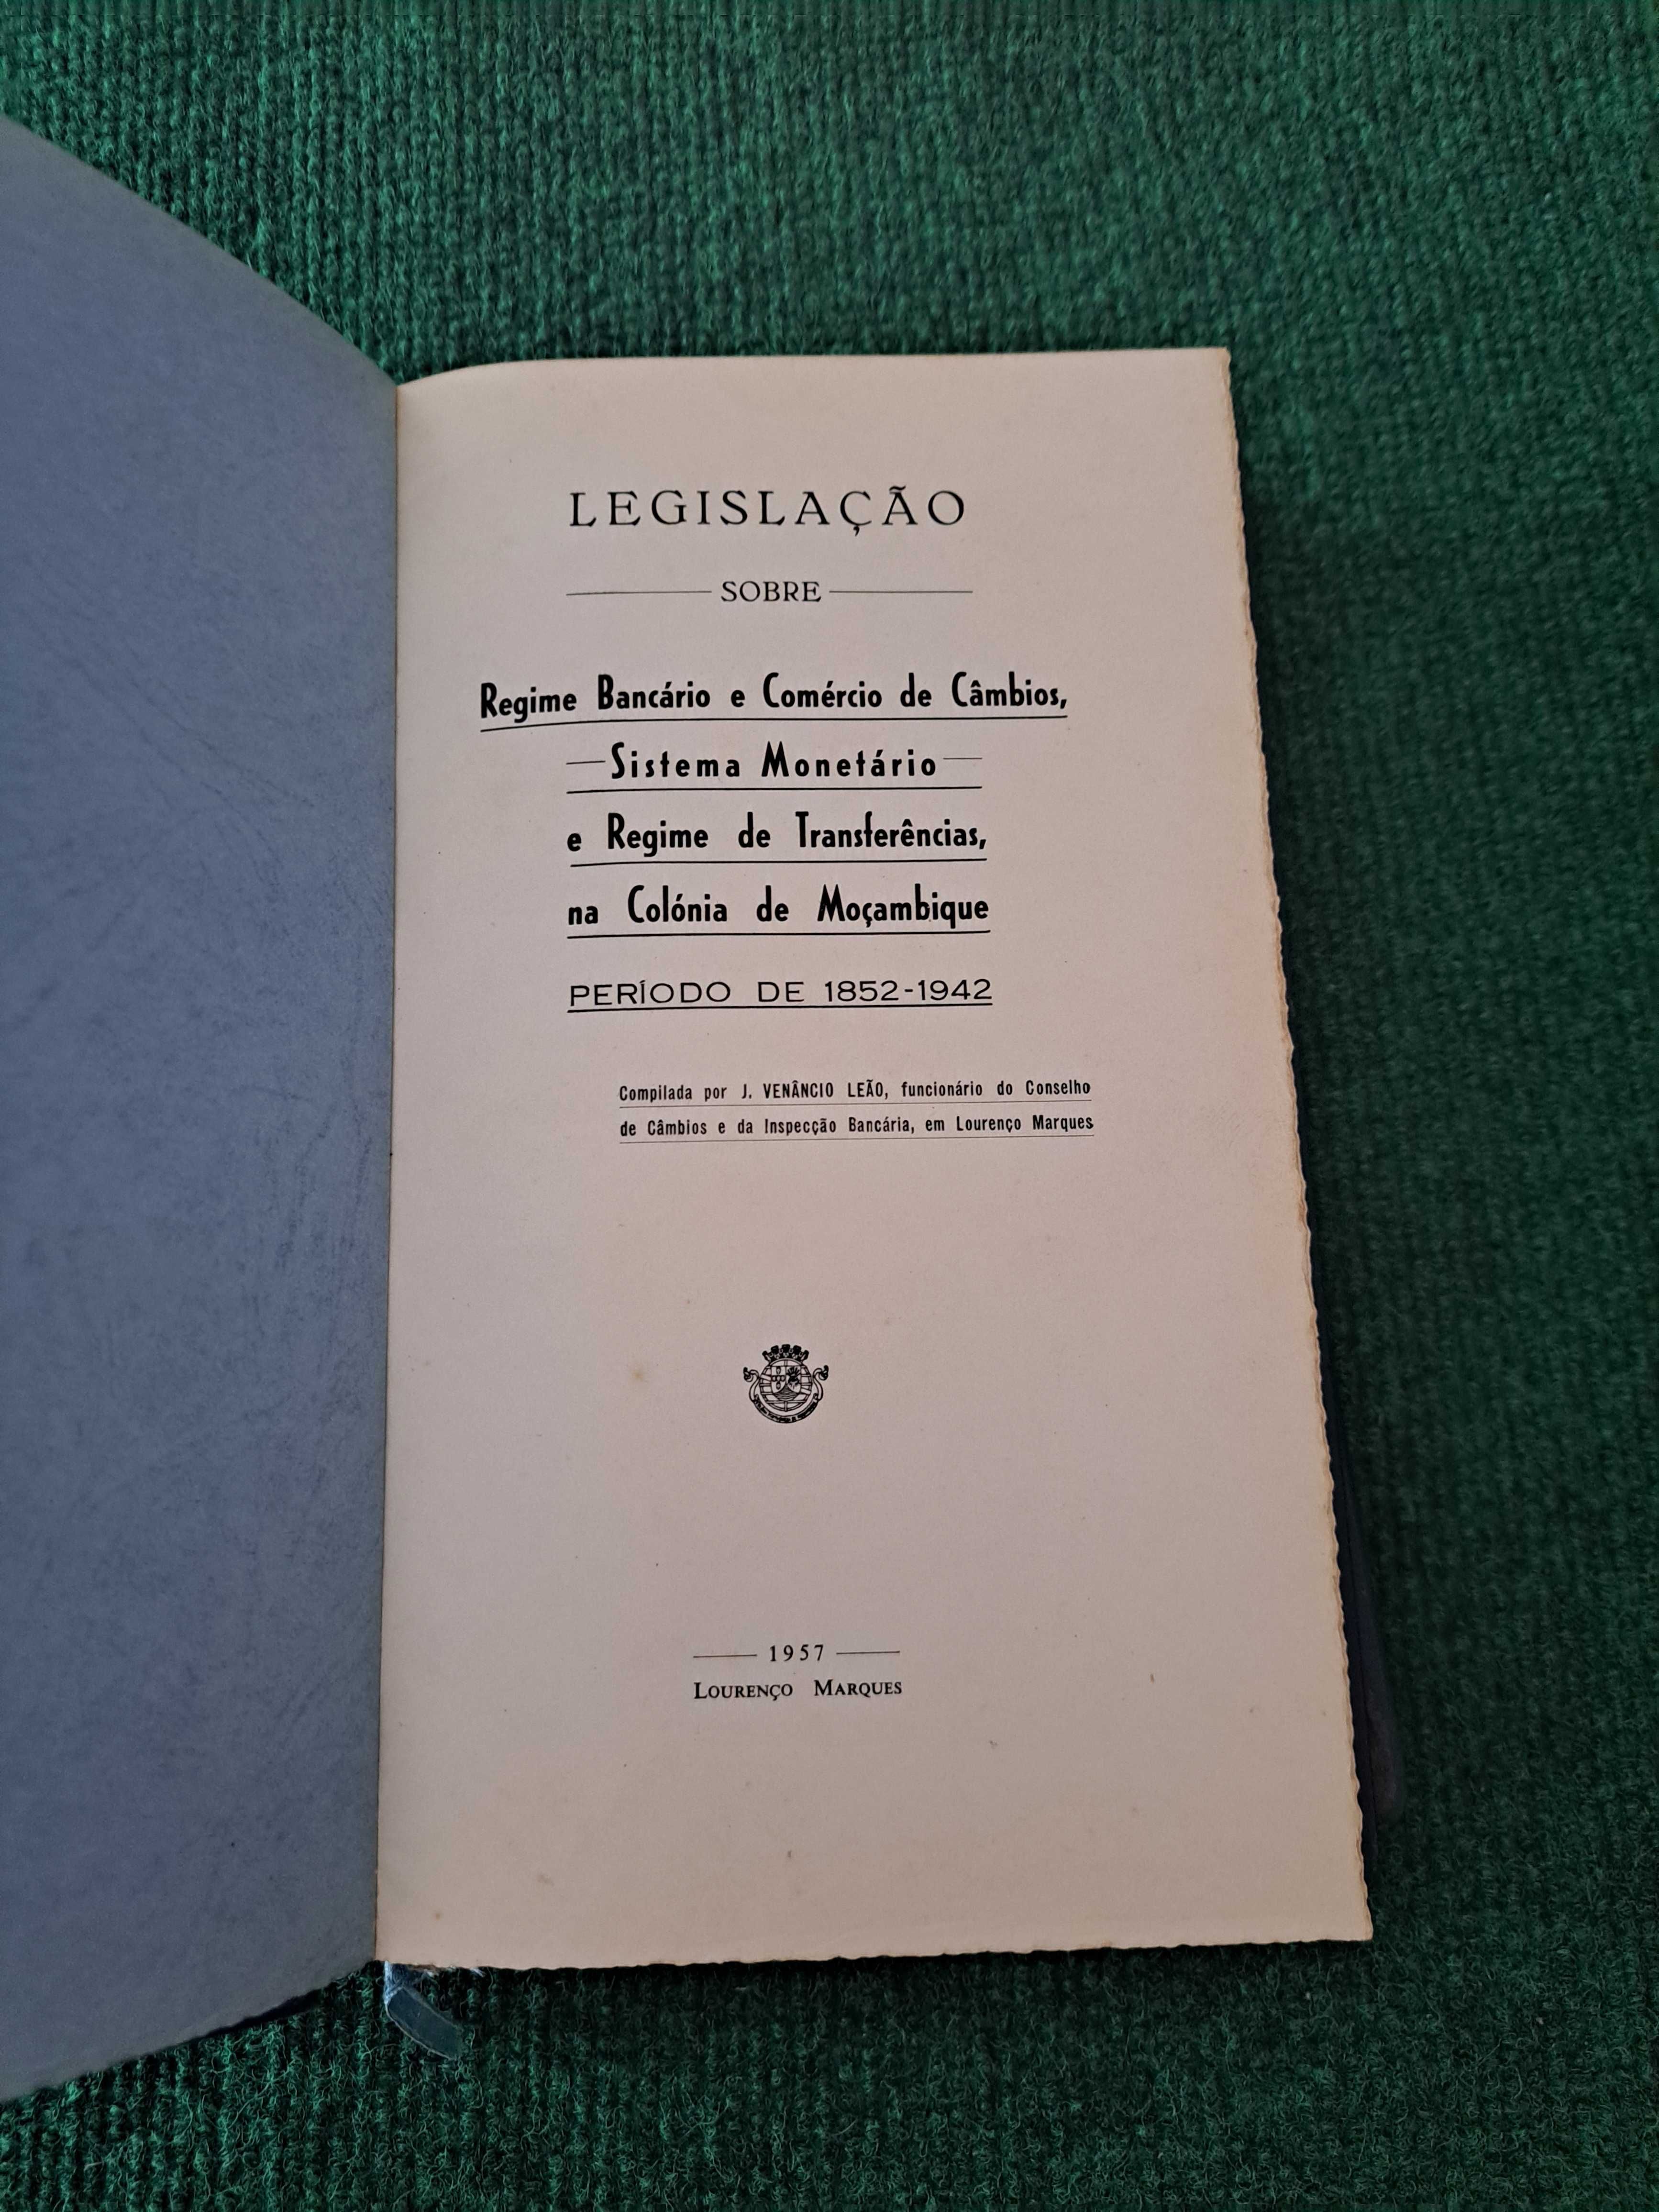 LEGISLAÇÃO
SOBRE
Regime Bancário e Comércio de Câmbios,
Sistema Monetário
e Regime de Transferências,
na Colónia de Moçambique
PERÍODO DE 1852-1942
Compilada por J. VENÂNCIO LEÃO, funcionário do Conselho
de Câmbios e da Inspecção Bancária, em Lourenço Marques
1957
LOURENÇO MARQUES